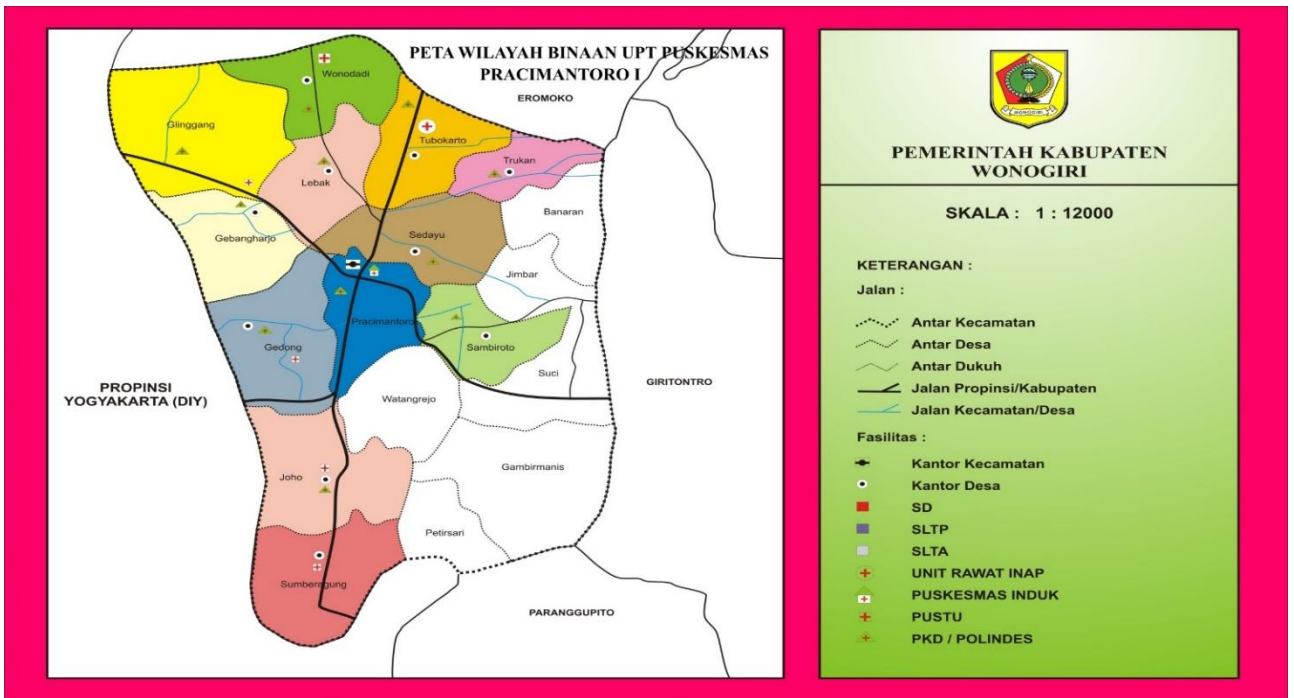 PETA WILAYAH BINAAN UPT PUSKESMAS
PRACIMANTORO I
EROMOKO
Wonodadi
Glinggang
Tubokarto
Trukan
Lebak
Banaran
Gebangharjo
Sedayu
Jimbar
Pracimantoro
Gedong
Sambiroto
Suci
PROPINSI
YOGYAKARTA (DIY)
GIRITONTRO
Watangrejo
Joho
Gambirmanis
Petirsari
Sumberagung
PARANGGUPITO
WONOGIRI
PEMERINTAH KABUPATEN
WONOGIRI
SKALA : 1 : 12000
KETERANGAN :
Jalan :
Antar Kecamatan
Antar Desa
Antar Dukuh
Jalan Propinsi/Kabupaten
Jalan Kecamatan/Desa
Fasilitas :
Kantor Kecamatan
Kantor Desa
SD
SLTP
SLTA
UNIT RAWAT INAP
PUSKESMAS INDUK
PUSTU
PKD / POLINDES